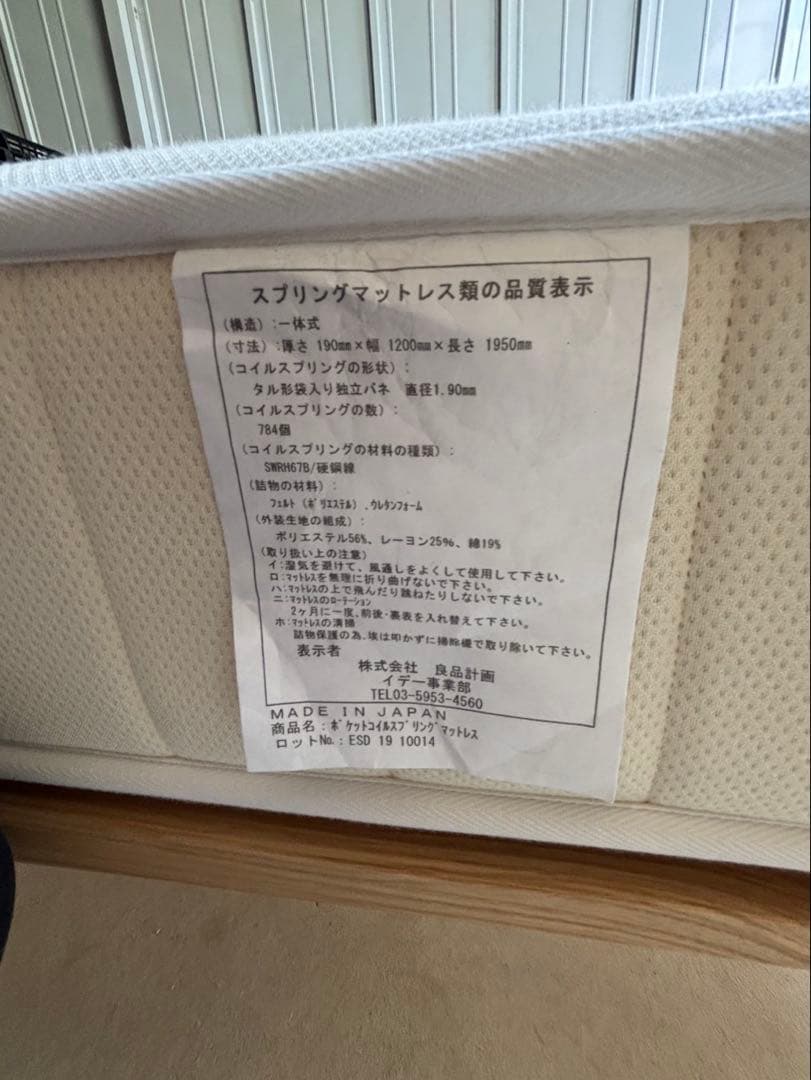 スプリングマットレス類の品質表示
(構造):一体式
(寸法):厚さ 190mm×幅 1200mm×長さ 1950mm
(コイルスプリングの形状):
タル形袋入り独立バネ 直径1.90mm
(コイルスプリングの数):
784個
(コイルスプリングの材料の種類):
SWRH67B/硬鋼線
(詰物の材料):
フェルト(ポリエステル).ウレタンフォーム
(外装生地の組成):
ポリエステル56%、レーヨン25%、綿19%
(取り扱い上の注意)
イ:湿気を避けて、風通しをよくして使用して下さい。
ロ:マットレスを無理に折り曲げないで下さい。
ハ:マットレスの上で飛んだり跳ねたりしないで下さい。
ニ:マットレスのローテーション
2ヶ月に一度、前後・裏表を入れ替えて下さい。
ホ:マットレスの清掃
詰物保護の為、埃は叩かずに掃除機で取り除いて下さい。
表示者
株式会社 良品計画
イデー事業部
TEL03-5953-4560
MADE IN JAPAN
商品名:ポケットコイルスプリングマットレス
ロットNo.:ESD 19 10014